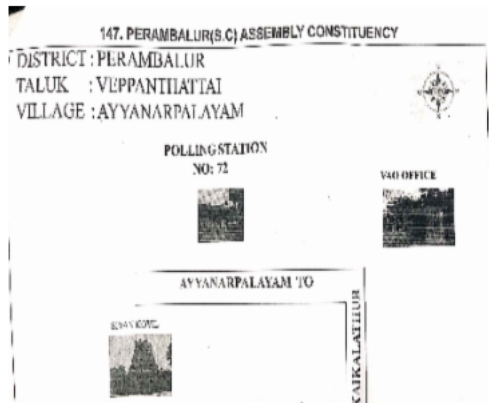 147. PERAMBALUR(S.C) ASSEMBLY CONSTITUENCY
DISTRICT : PERAMBALUR
TALUK : VEPPANTHATTAI
VILLAGE : AYYANARPALAYAM
POLLING STATION
NO: 72
VAO OFFICE
AYYANARPALAYAM TO
KAIKALATHUR